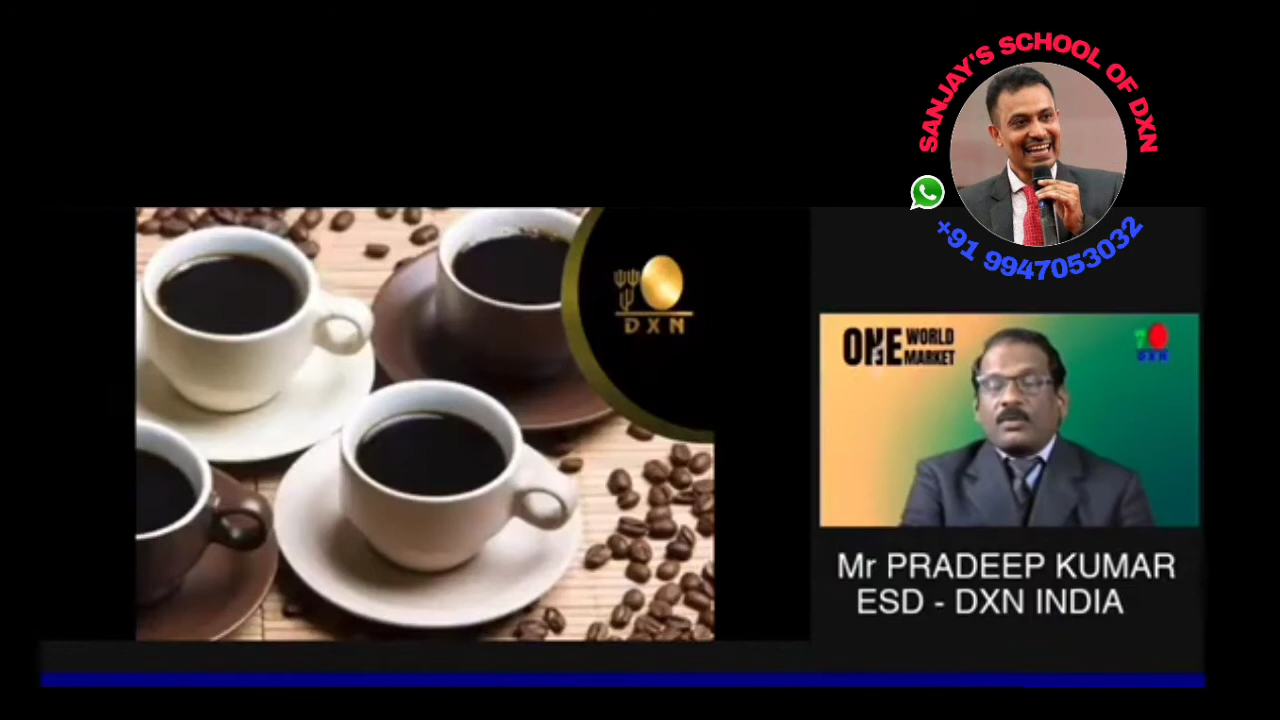 SANJAY'S SCHOOL OF DXN
+91 9947053032
DXN
ONE WORLD
MARKET
DXN
Mr PRADEEP KUMAR
ESD - DXN INDIA